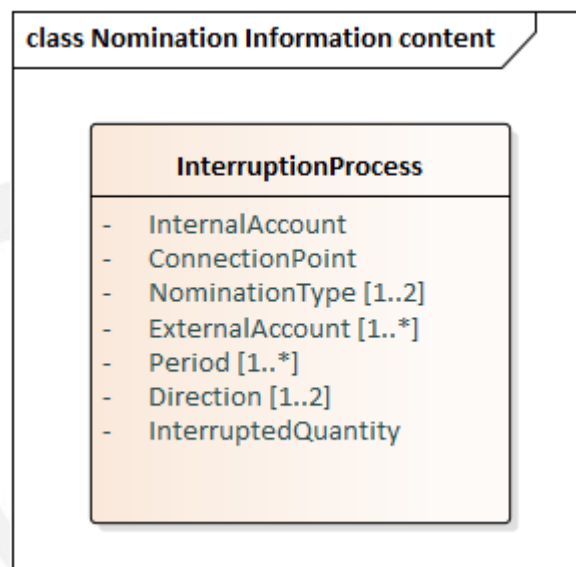 class Nomination Information content
InterruptionProcess
- InternalAccount
- ConnectionPoint
- NominationType [1..2]
- ExternalAccount [1..*]
- Period [1..*]
- Direction [1..2]
- InterruptedQuantity